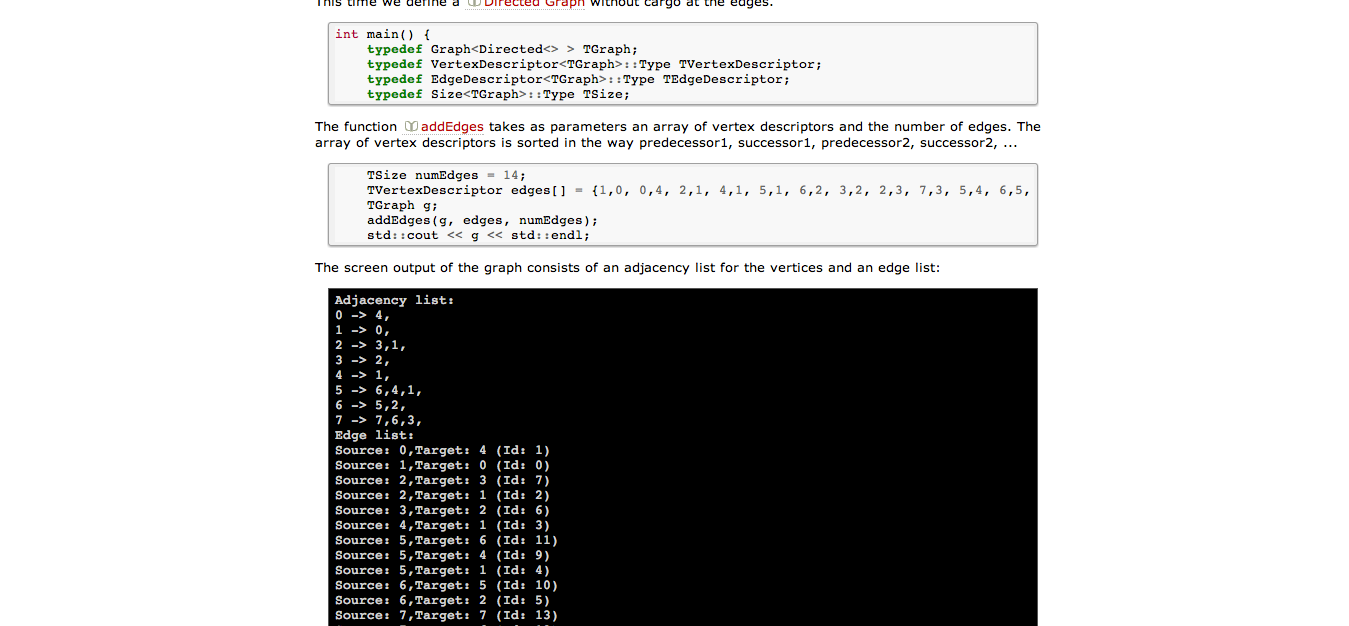 This time we define a Directed Graph without cargo at the edges.
int main() {
    typedef Graph<Directed<> > TGraph;
    typedef VertexDescriptor<TGraph>::Type TVertexDescriptor;
    typedef EdgeDescriptor<TGraph>::Type TEdgeDescriptor;
    typedef Size<TGraph>::Type TSize;
The function addEdges takes as parameters an array of vertex descriptors and the number of edges. The
array of vertex descriptors is sorted in the way predecessor1, successor1, predecessor2, successor2, ...
    TSize numEdges = 14;
    TVertexDescriptor edges[] = {1,0, 0,4, 2,1, 4,1, 5,1, 6,2, 3,2, 2,3, 7,3, 5,4, 6,5,
    TGraph g;
    addEdges(g, edges, numEdges);
    std::cout << g << std::endl;
The screen output of the graph consists of an adjacency list for the vertices and an edge list:
Adjacency list:
0 -> 4,
1 -> 0,
2 -> 3,1,
3 -> 2,
4 -> 1,
5 -> 6,4,1,
6 -> 5,2,
7 -> 7,6,3,
Edge list:
Source: 0,Target: 4 (Id: 1)
Source: 1,Target: 0 (Id: 0)
Source: 2,Target: 3 (Id: 7)
Source: 2,Target: 1 (Id: 2)
Source: 3,Target: 2 (Id: 6)
Source: 4,Target: 1 (Id: 3)
Source: 5,Target: 6 (Id: 11)
Source: 5,Target: 4 (Id: 9)
Source: 5,Target: 1 (Id: 4)
Source: 6,Target: 5 (Id: 10)
Source: 6,Target: 2 (Id: 5)
Source: 7,Target: 7 (Id: 13)